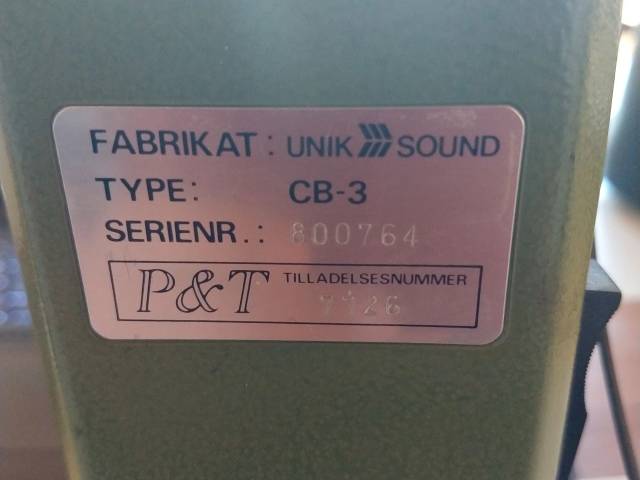 FABRIKAT: UNIK SOUND
TYPE: CB-3
SERIENR.: 800764
P&T TILLADELSESNUMMER